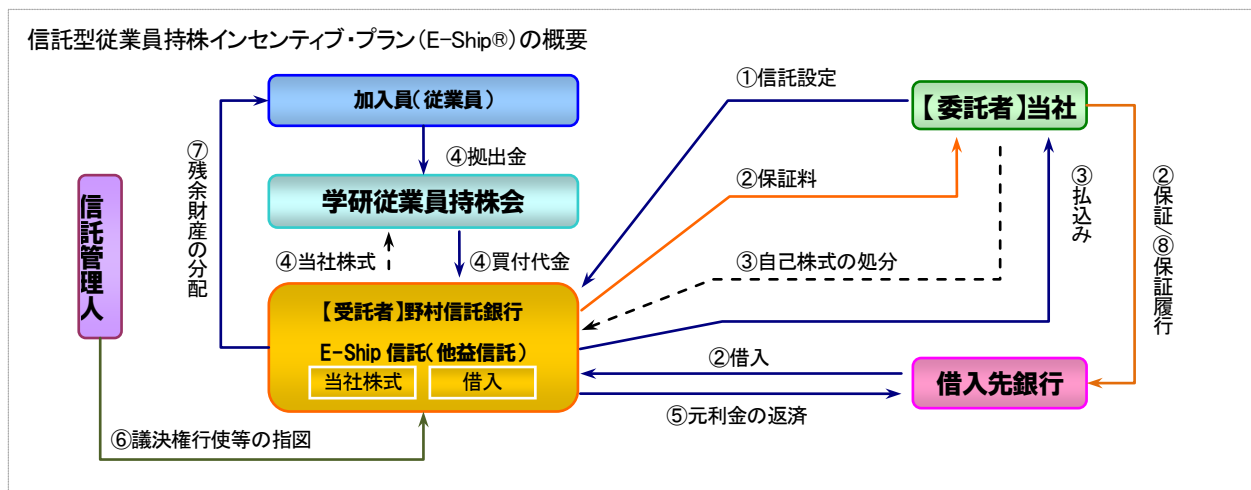 信託型従業員持株インセンティブ・プラン(E-Ship®)の概要
加入員(従業員)
①信託設定
【委託者】当社
④拠出金
②保証料
⑦残余財産の分配
信託管理人
学研従業員持株会
③払込み
②保証/⑧保証履行
④当社株式
④買付代金
③自己株式の処分
【受託者】野村信託銀行
E-Ship 信託(他益信託)
当社株式
借入
②借入
借入先銀行
⑤元利金の返済
⑥議決権行使等の指図